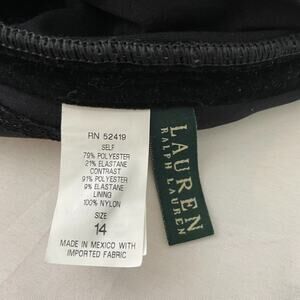 RN 52419
SELF
79% POLYESTER
21% ELASTANE
CONTRAST
91% POLYESTER
9% ELASTANE
LINING
100% NYLON
SIZE
14
MADE IN MEXICO WITH
IMPORTED FABRIC
LAUREN
RALPH LAUREN